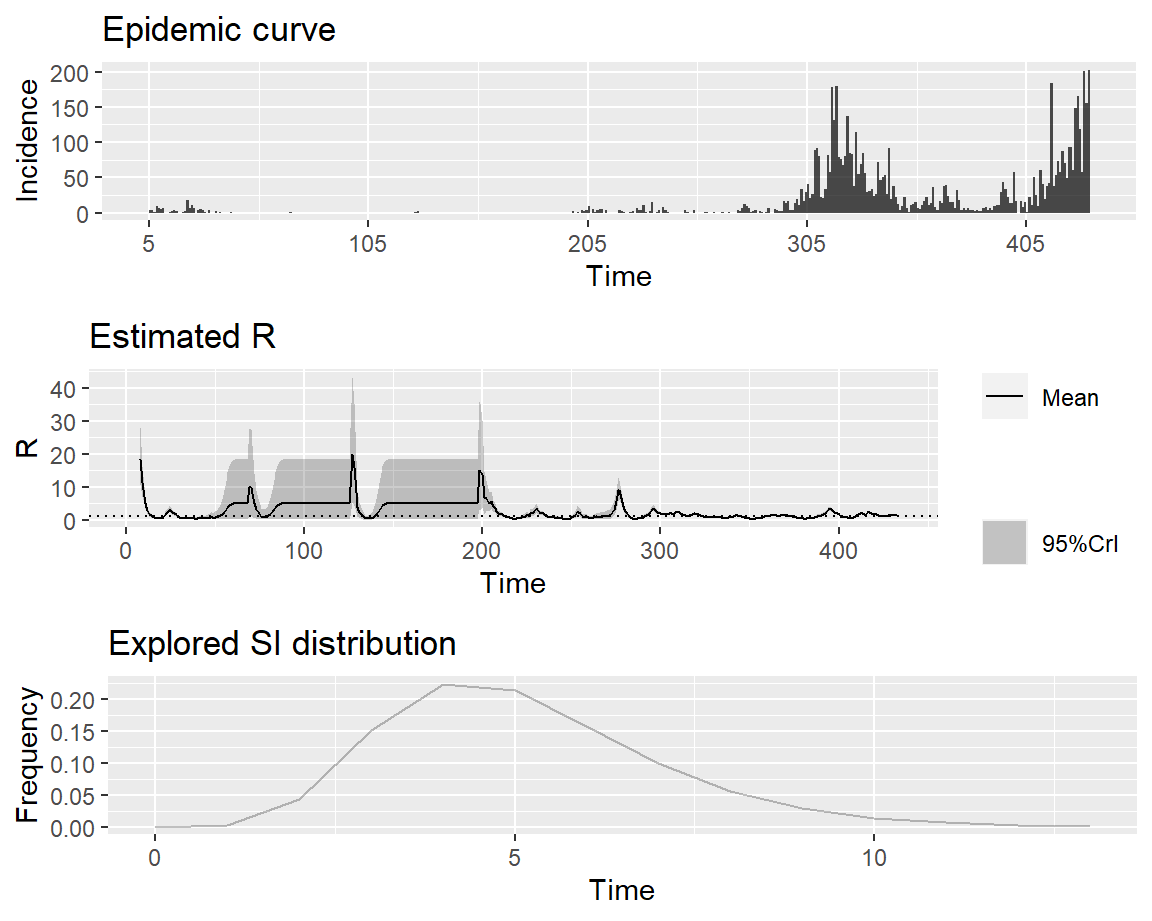 Epidemic curve
200
150
100
50
0
Incidence
5 105 205 305 405
Time
Estimated R
40
30
20
10
0
R
0 100 200 300 400
Time
Mean
95%CrI
Explored SI distribution
0.20
0.15
0.10
0.05
0.00
Frequency
0 5 10
Time